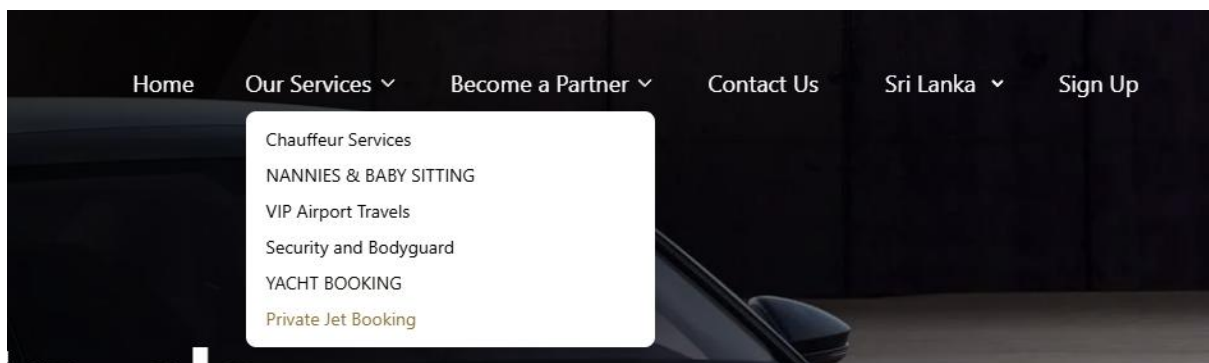 Home Our Services Become a Partner Contact Us Sri Lanka Sign Up
Chauffeur Services
NANNIES & BABY SITTING
VIP Airport Travels
Security and Bodyguard
YACHT BOOKING
Private Jet Booking